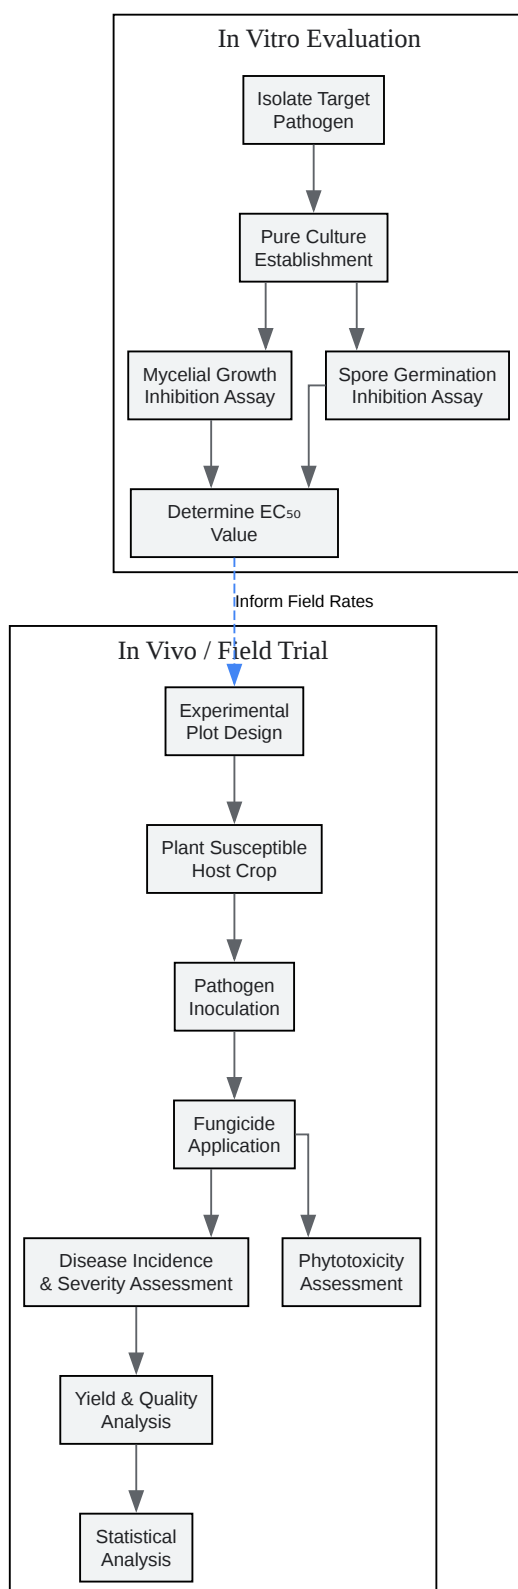 In Vitro Evaluation
Isolate Target
Pathogen
Pure Culture
Establishment
Mycelial Growth
Inhibition Assay
Spore Germination
Inhibition Assay
Determine EC₅₀
Value
Inform Field Rates
In Vivo / Field Trial
Experimental
Plot Design
Plant Susceptible
Host Crop
Pathogen
Inoculation
Fungicide
Application
Disease Incidence
& Severity Assessment
Phytotoxicity
Assessment
Yield & Quality
Analysis
Statistical
Analysis